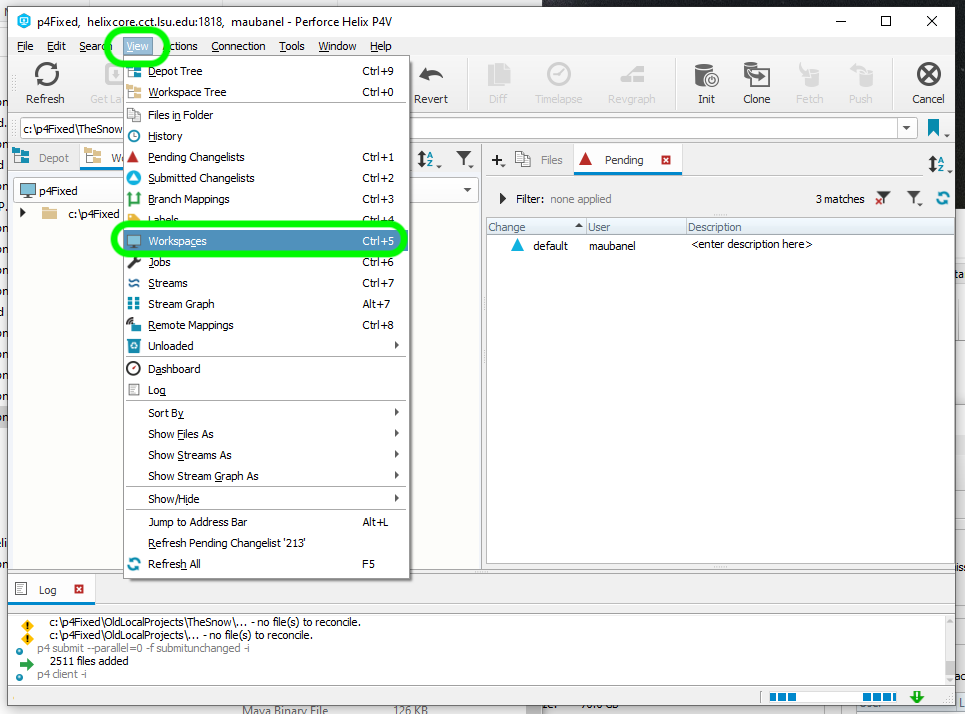 p4Fixed, helixcore.cct.lsu.edu:1818, maubanel - Perforce Helix P4V
File Edit Search View Actions Connection Tools Window Help
Refresh Get La Revert Diff Timelapse Revgraph Init Clone Fetch Push Cancel
c:\p4Fixed\TheSnow
Depot
p4Fixed
c:\p4Fixed
Depot Tree Ctrl+9
Workspace Tree Ctrl+0
Files in Folder
History
Pending Changelists Ctrl+1
Submitted Changelists Ctrl+2
Branch Mappings Ctrl+3
Labels Ctrl+4
Workspaces Ctrl+5
Jobs Ctrl+6
Streams Ctrl+7
Stream Graph Alt+7
Remote Mappings Ctrl+8
Unloaded
Dashboard
Log
Sort By
Show Files As
Show Streams As
Show Stream Graph As
Show/Hide
Jump to Address Bar Alt+L
Refresh Pending Changelist '213'
Refresh All F5
Files Pending
Filter: none applied 3 matches
Change User Description
default maubanel <enter description here>
Log
c:\p4Fixed\OldLocalProjects\TheSnow\... - no file(s) to reconcile.
c:\p4Fixed\OldLocalProjects\... - no file(s) to reconcile.
p4 submit --parallel=0 -f submitunchanged -i
2511 files added
p4 client -i
Maya Binary File 126 KB